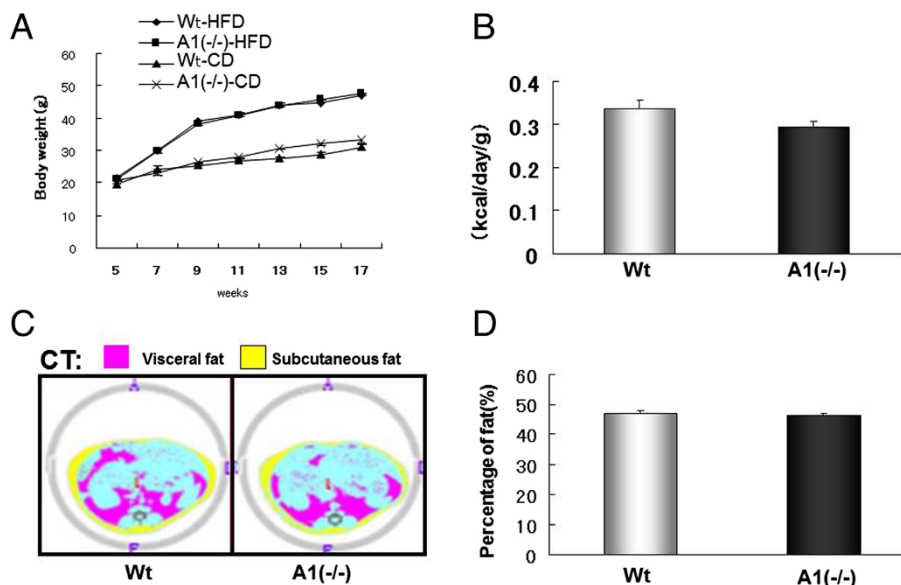 A
Wt-HFD
A1(-/-)-HFD
Wt-CD
A1(-/-)-CD
Body weight (g)
60
50
40
30
20
10
0
5 7 9 11 13 15 17
weeks
B
(kcal/day/g)
0.4
0.3
0.2
0.1
0
Wt A1(-/-)
C
CT: Visceral fat Subcutaneous fat
A A
L L
Wt A1(-/-)
D
Percentage of fat(%)
60
50
40
30
20
10
0
Wt A1(-/-)